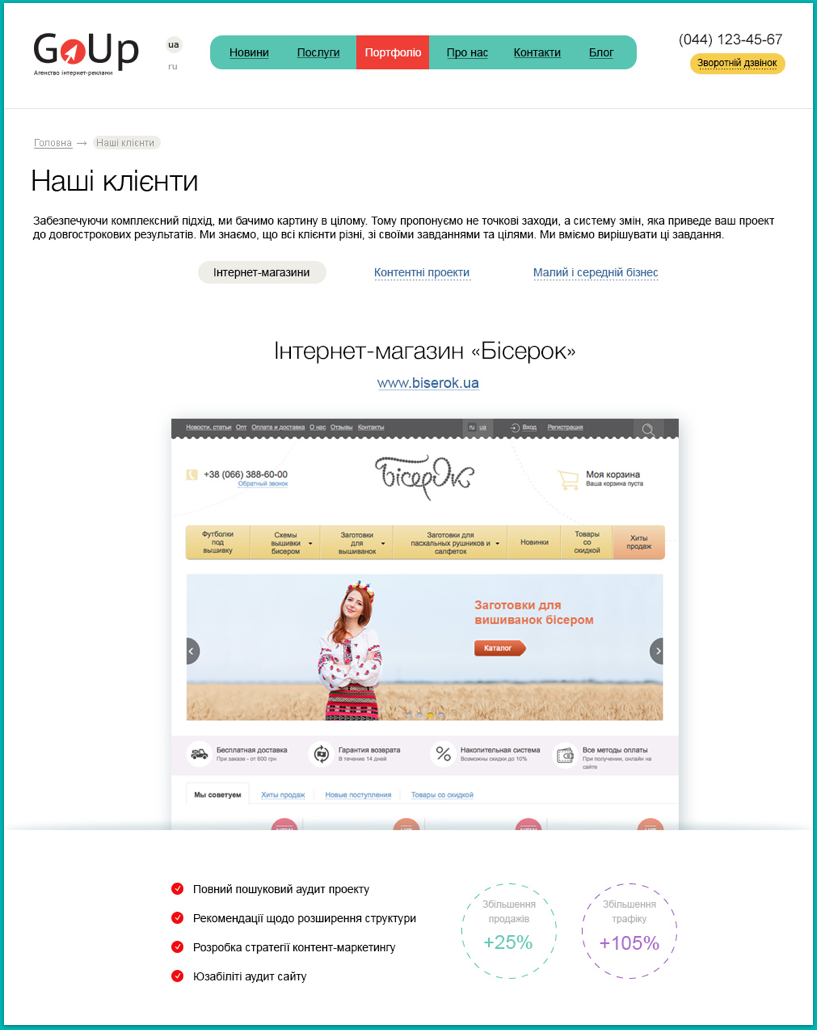 GoUp
Агенство інтернет-реклами
ua
ru
Новини Послуги Портфоліо Про нас Контакти Блог
(044) 123-45-67
Зворотній дзвінок
Головна → Наші клієнти
Наші клієнти
Забезпечуючи комплексний підхід, ми бачимо картину в цілому. Тому пропонуємо не точкові заходи, а систему змін, яка приведе ваш проект
до довгострокових результатів. Ми знаємо, що всі клієнти різні, зі своїми завданнями та цілями. Ми вміємо вирішувати ці завдання.
Інтернет-магазини Контентні проекти Малий і середній бізнес
Інтернет-магазин «Бісерок»
www.biserok.ua
Новости, статьи Опт Оплата и доставка О нас Отзывы Контакты ru ua Вход Регистрация
+38 (066) 388-60-00
Обратный звонок
БісерОк
Моя корзина
Ваша корзина пуста
Футболки
под
вышивку
Схемы
вышивки
бисером
Заготовки
для
вышиванок
Заготовки для
пасхальных рушников и
салфеток
Новинки
Товары
со
скидкой
Хиты
продаж
Заготовки для
вишиванок бісером
Каталог
Бесплатная доставка
При заказе - от 600 грн
Гарантия возврата
В течение 14 дней
Накопительная система
Возможны скидки до 10%
Все методы оплаты
При получении, онлайн на
сайте
Мы советуем Хиты продаж Новые поступления Товары со скидкой
Повний пошуковий аудит проекту
Рекомендації щодо розширення структури
Розробка стратегії контент-маркетингу
Юзабіліті аудит сайту
Збільшення
продажів
+25%
Збільшення
трафіку
+105%